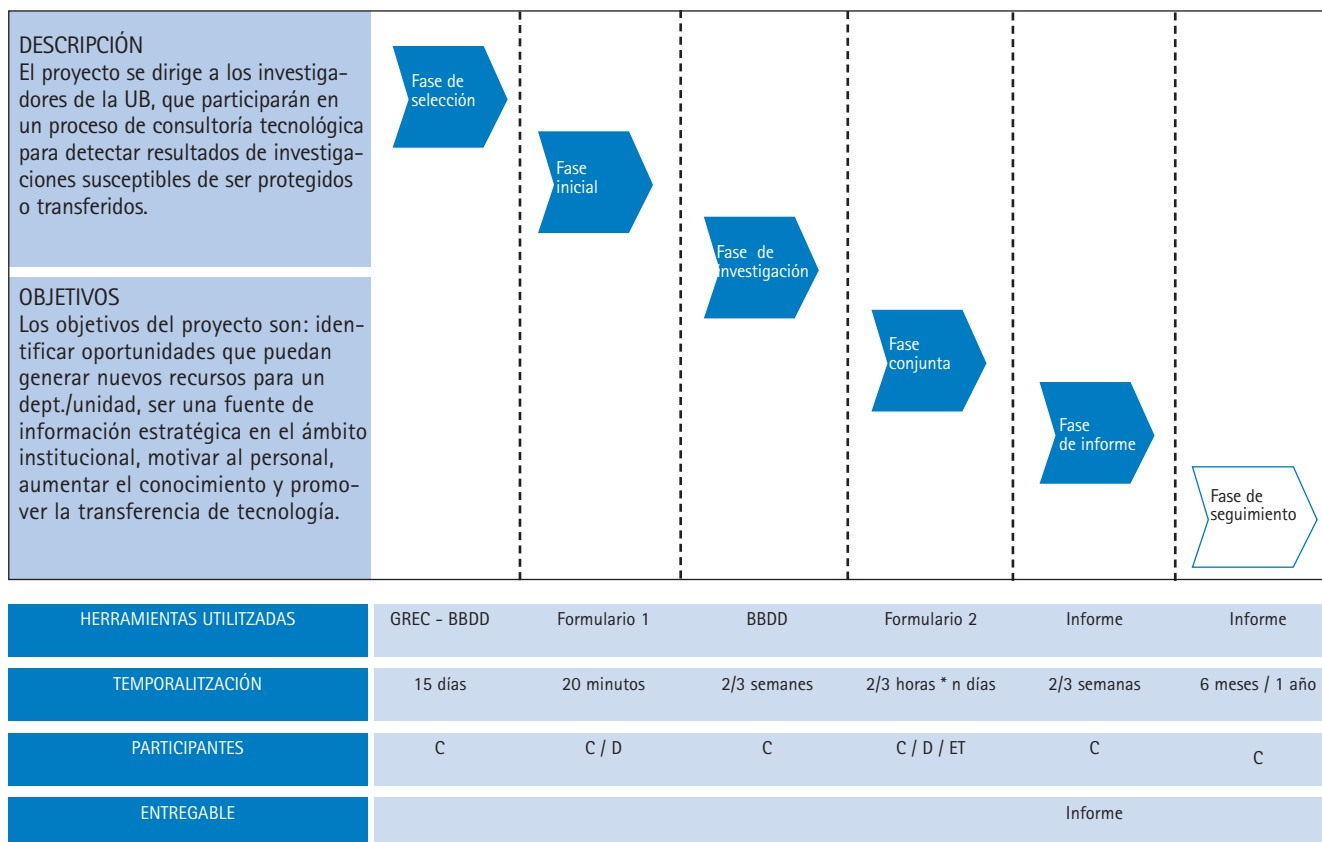 DESCRIPCIÓN
El proyecto se dirige a los investiga-
dores de la UB, que participarán en
un proceso de consultoría tecnológica
para detectar resultados de investiga-
ciones susceptibles de ser protegidos
o transferidos.
OBJETIVOS
Los objetivos del proyecto son: iden-
tificar oportunidades que puedan
generar nuevos recursos para un
dept./unidad, ser una fuente de
información estratégica en el ámbito
institucional, motivar al personal,
aumentar el conocimiento y promo-
ver la transferencia de tecnología.
Fase de
selección
Fase
inicial
Fase de
investigación
Fase
conjunta
Fase
de informe
Fase de
seguimiento
HERRAMIENTAS UTILITZADAS GREC - BBDD Formulario 1 BBDD Formulario 2 Informe Informe
TEMPORALITZACIÓN 15 días 20 minutos 2/3 semanes 2/3 horas * n días 2/3 semanas 6 meses / 1 año
PARTICIPANTES C C / D C C / D / ET C C
ENTREGABLE Informe